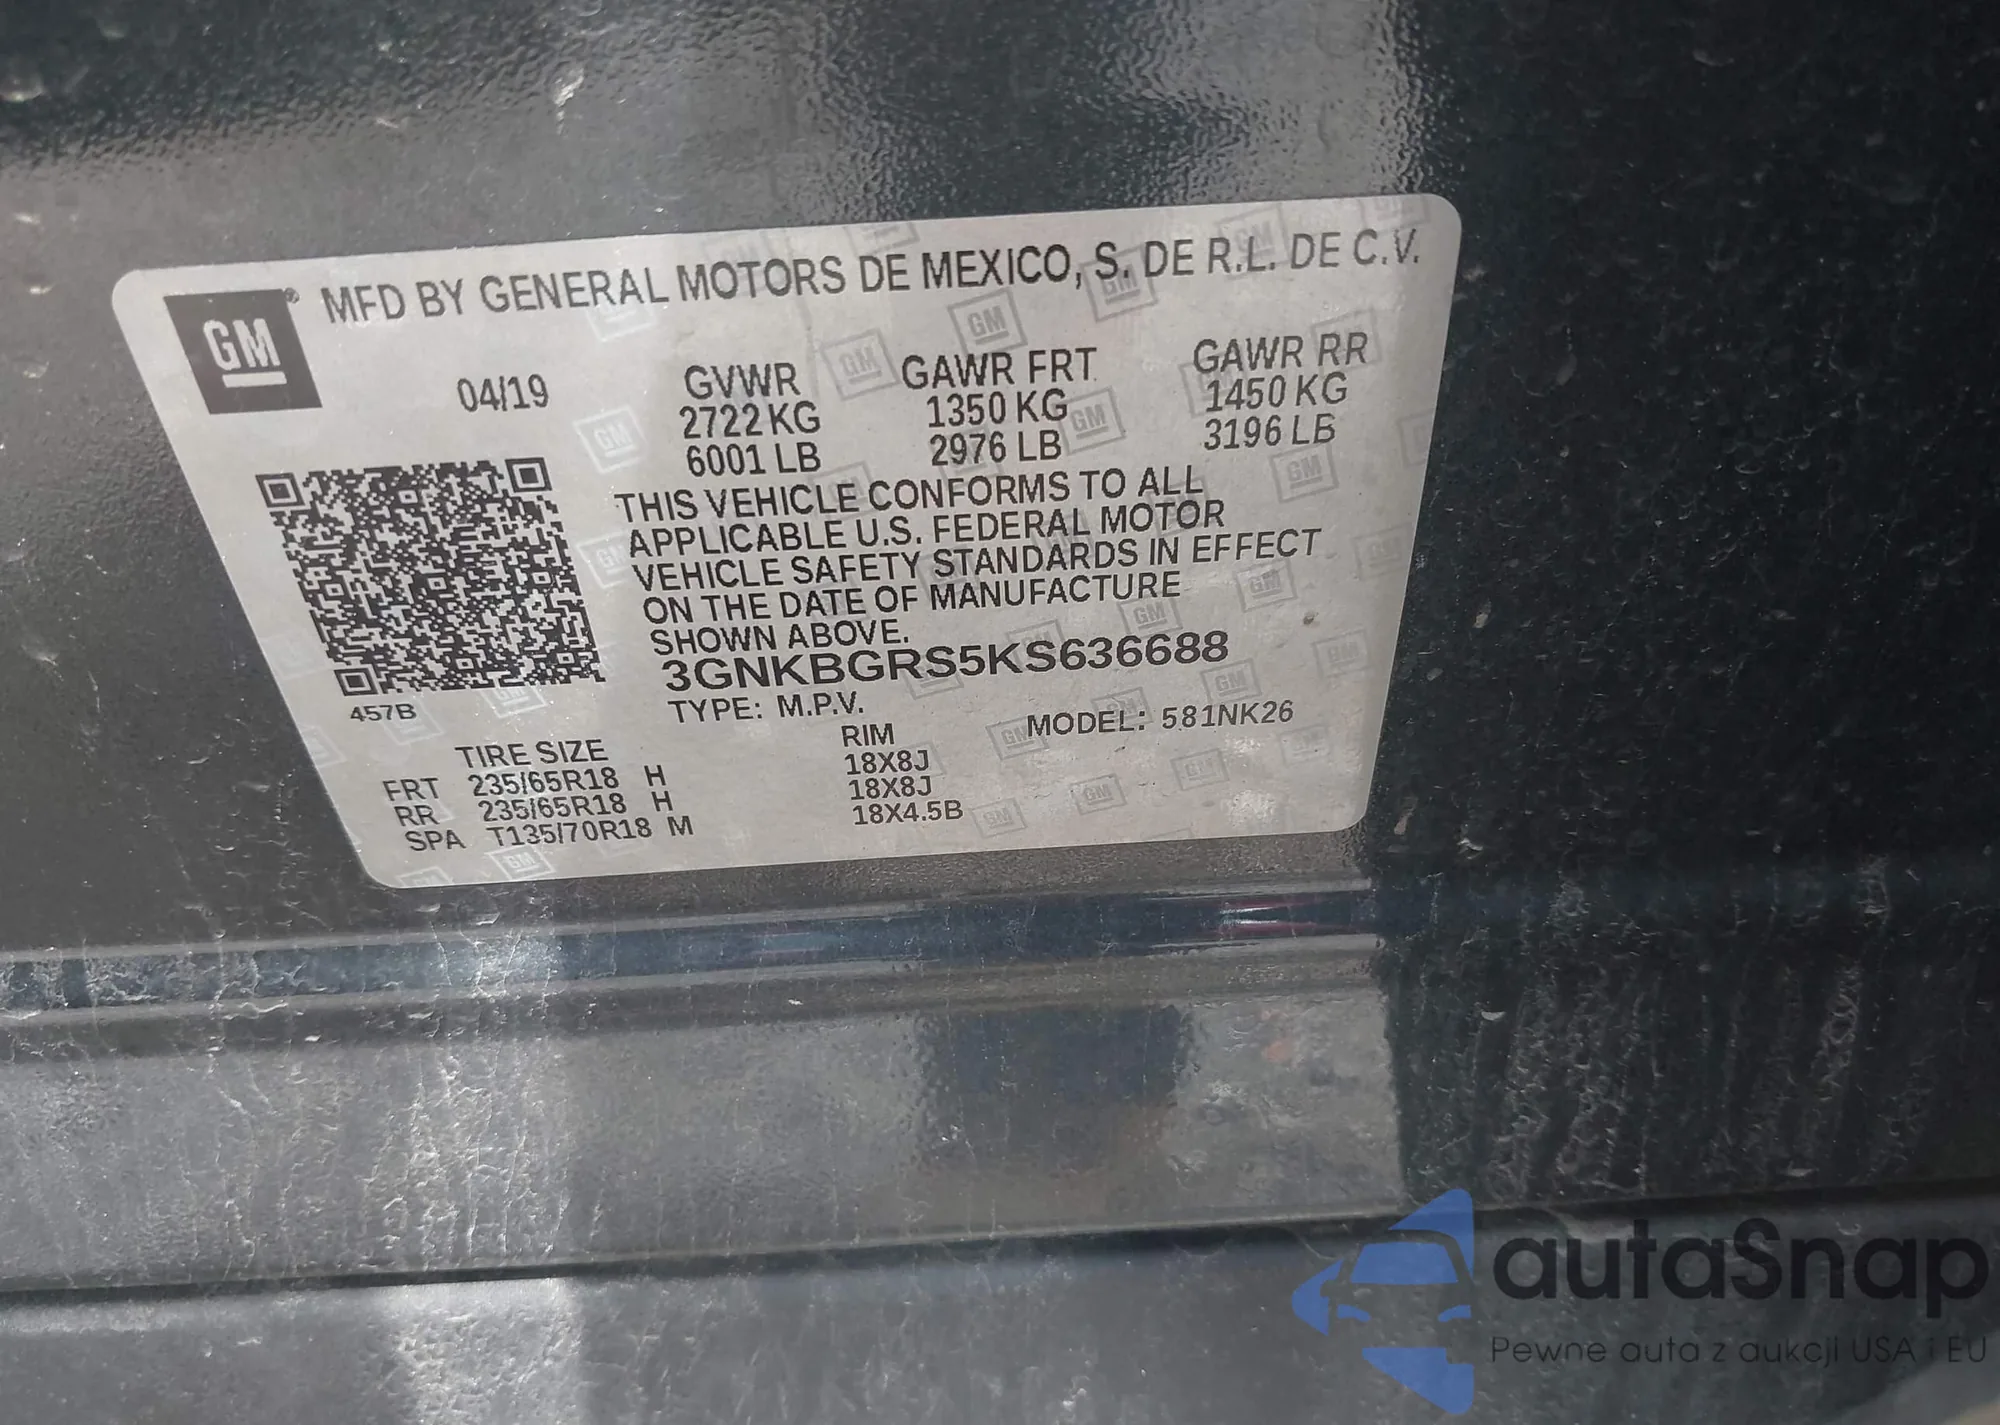 GM® MFD BY GENERAL MOTORS DE MEXICO, S. DE R.L. DE C.V.
04/19 GVWR GAWR FRT GAWR RR
2722 KG 1350 KG 1450 KG
6001 LB 2976 LB 3196 LB
THIS VEHICLE CONFORMS TO ALL
APPLICABLE U.S. FEDERAL MOTOR
VEHICLE SAFETY STANDARDS IN EFFECT
ON THE DATE OF MANUFACTURE
SHOWN ABOVE.
3GNKBGRS5KS636688
457B
TYPE: M.P.V. MODEL: 581NK26
TIRE SIZE RIM
FRT 235/65R18 H 18X8J
RR 235/65R18 H 18X8J
SPA T135/70R18 M 18X4.5B
autaSnap
Pewne auta z aukcji USA i EU